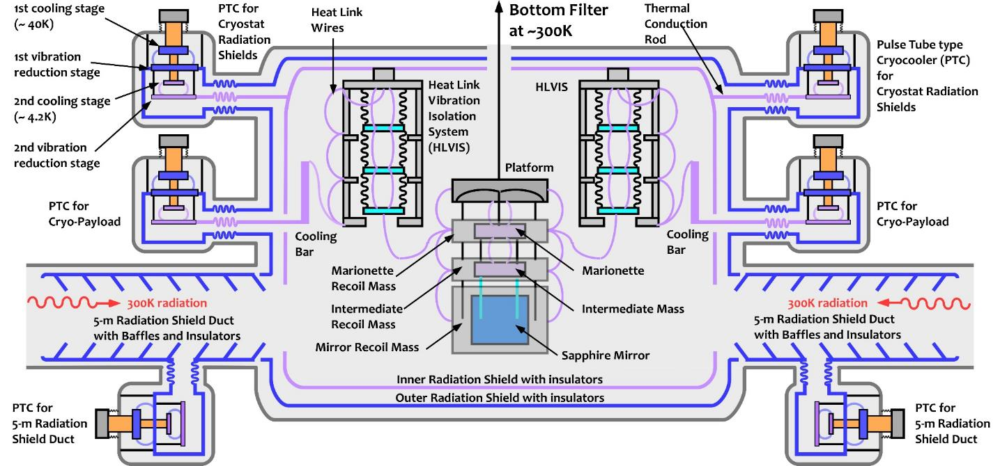 1st cooling stage
(~ 40K)
1st vibration
reduction stage
2nd cooling stage
(~ 4.2K)
2nd vibration
reduction stage
PTC for
Cryostat
Radiation
Shields
Heat Link
Wires
Bottom Filter
at ~300K
Thermal
Conduction
Rod
Pulse Tube type
Cryocooler (PTC)
for
Cryostat Radiation
Shields
Heat Link
Vibration
Isolation
System
(HLVIS)
HLVIS
Platform
PTC for
Cryo-Payload
Cooling
Bar
Cooling
Bar
PTC for
Cryo-Payload
Marionette
Recoil Mass
Marionette
Intermediate
Recoil Mass
Intermediate Mass
Mirror Recoil Mass
Sapphire Mirror
300K radiation
5-m Radiation Shield Duct
with Baffles and Insulators
300K radiation
5-m Radiation Shield Duct
with Baffles and Insulators
Inner Radiation Shield with insulators
Outer Radiation Shield with insulators
PTC for
5-m Radiation
Shield Duct
PTC for
5-m Radiation
Shield Duct